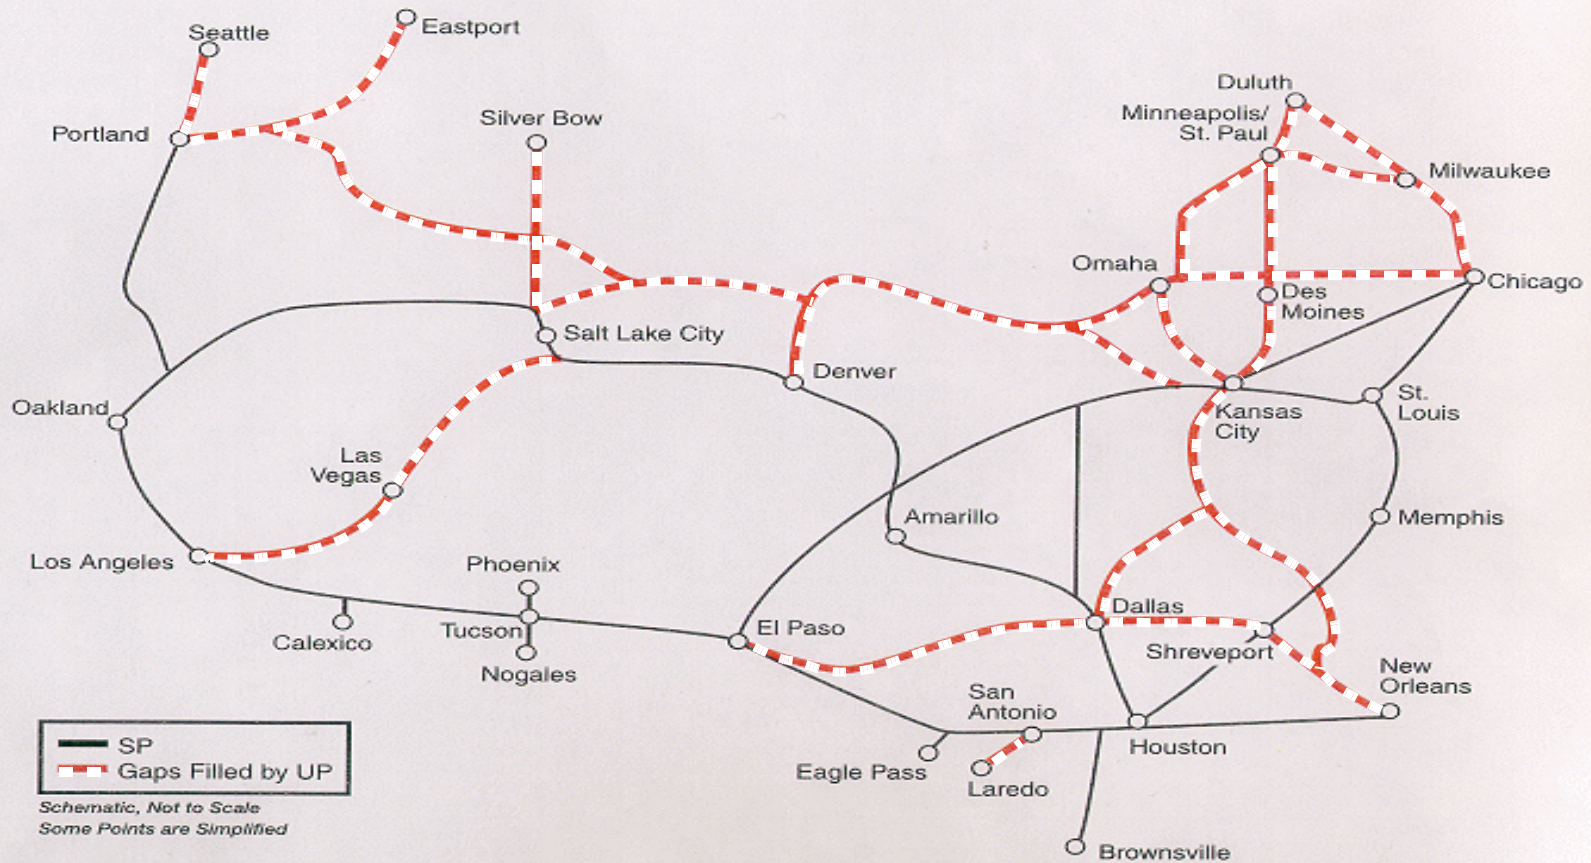 Seattle
Eastport
Portland
Silver Bow
Duluth
Minneapolis/
St. Paul
Milwaukee
Omaha
Chicago
Des
Moines
Salt Lake City
Denver
Oakland
St.
Louis
Kansas
City
Las
Vegas
Amarillo
Memphis
Los Angeles
Phoenix
Tucson
Calexico
Nogales
El Paso
Dallas
Shreveport
New
Orleans
San
Antonio
Houston
Eagle Pass
Laredo
Brownsville
SP
Gaps Filled by UP
Schematic, Not to Scale
Some Points are Simplified